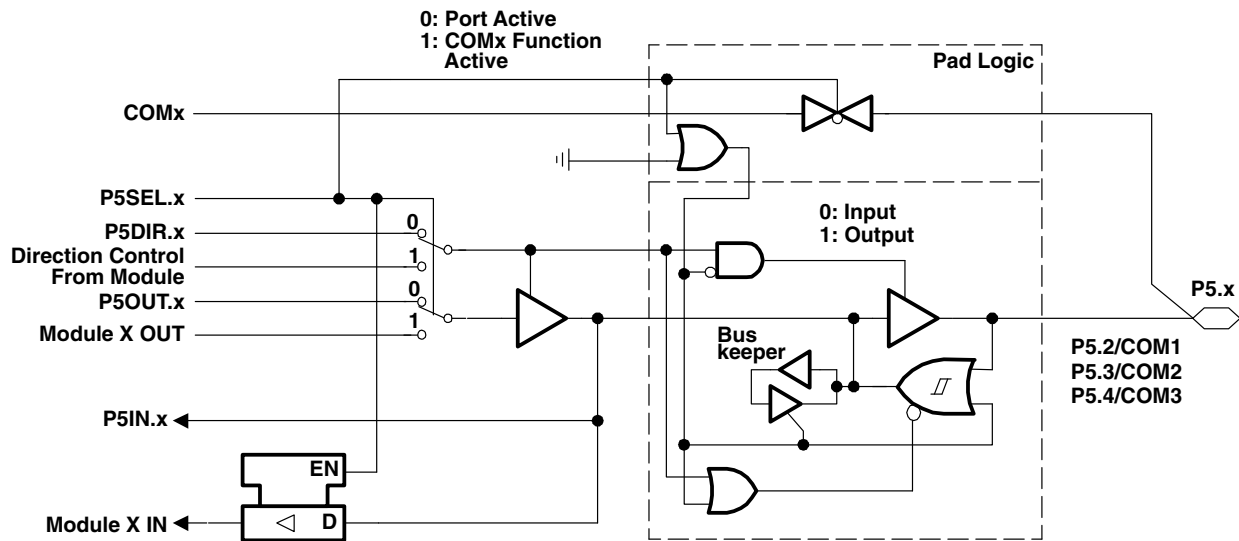 0: Port Active
1: COMx Function
Active
Pad Logic
COMx
P5SEL.x
P5DIR.x
0
Direction Control
From Module
1
P5OUT.x
0
Module X OUT
1
0: Input
1: Output
Bus
keeper
P5.x
P5.2/COM1
P5.3/COM2
P5.4/COM3
P5IN.x
EN
D
Module X IN